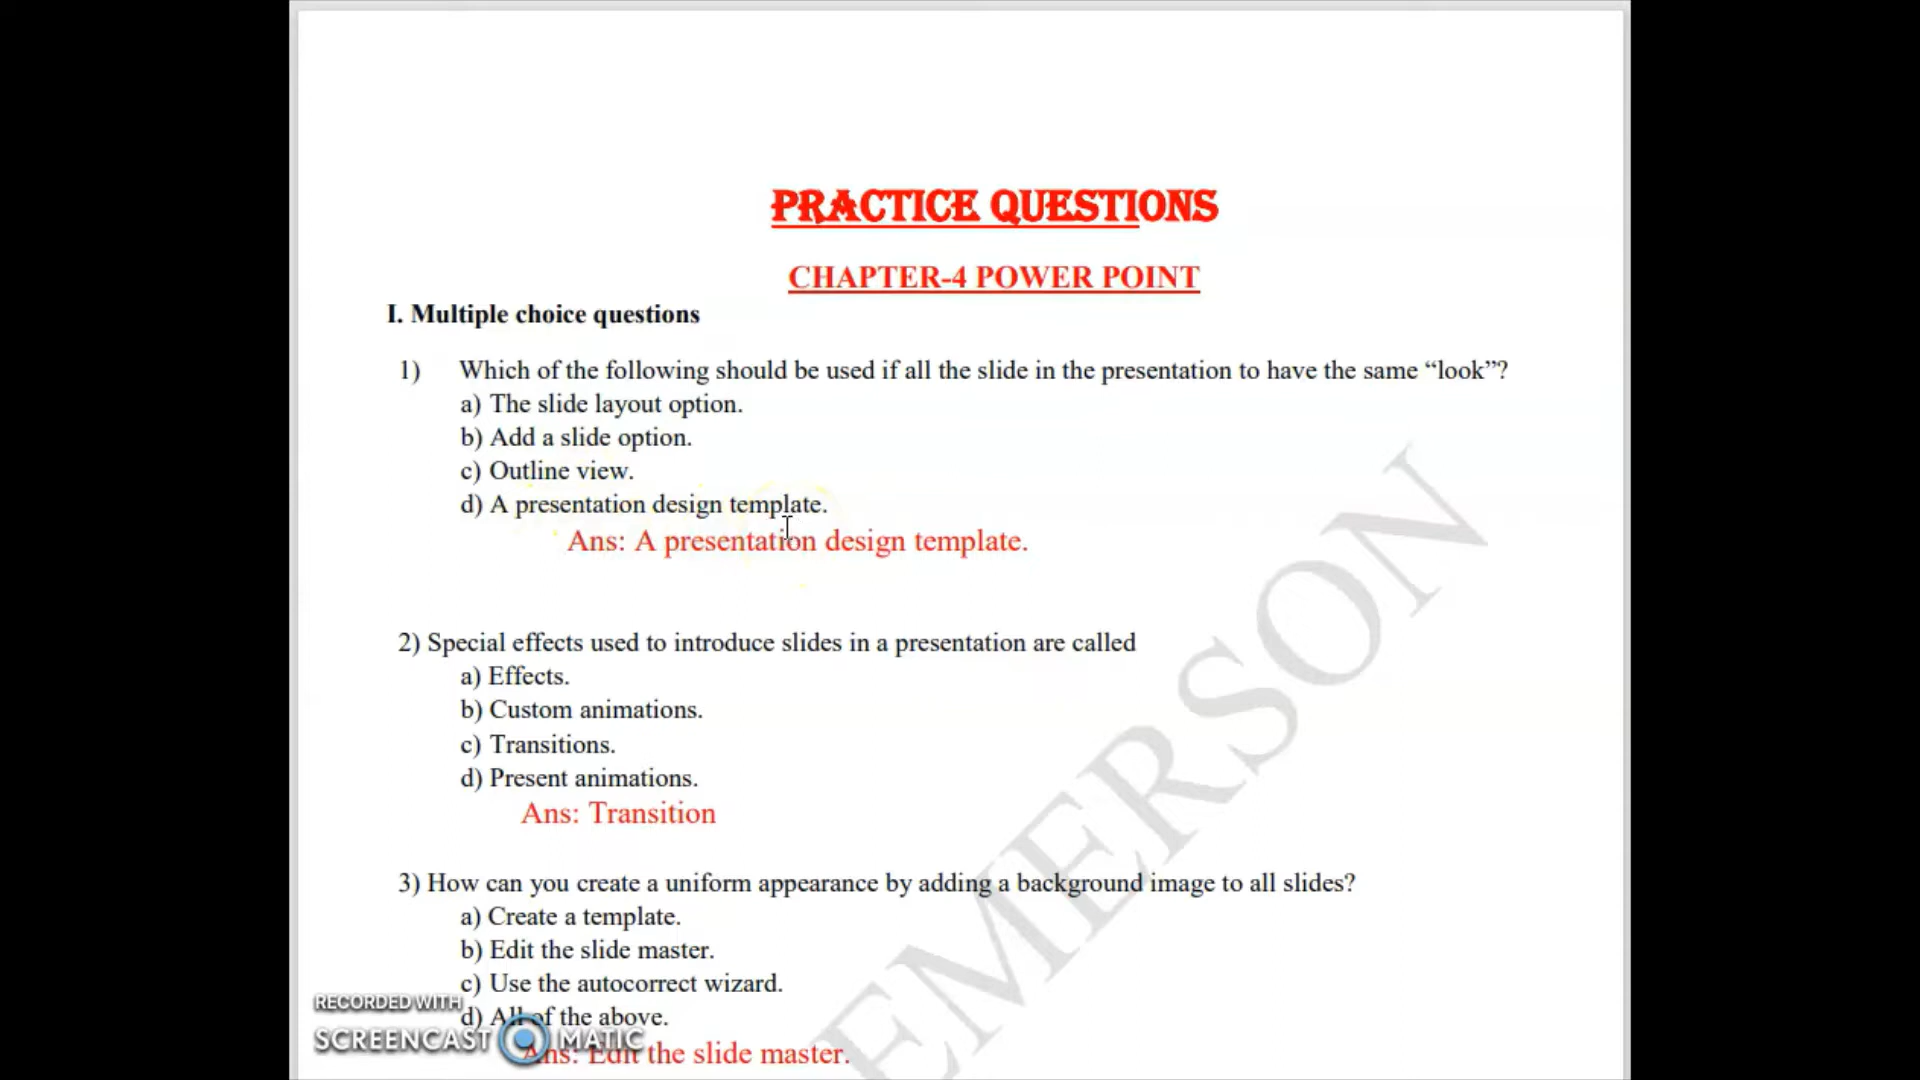 PRACTICE QUESTIONS
CHAPTER-4 POWER POINT
I. Multiple choice questions
1) Which of the following should be used if all the slide in the presentation to have the same “look”?
a) The slide layout option.
b) Add a slide option.
c) Outline view.
d) A presentation design template.
Ans: A presentation design template.
2) Special effects used to introduce slides in a presentation are called
a) Effects.
b) Custom animations.
c) Transitions.
d) Present animations.
Ans: Transition
3) How can you create a uniform appearance by adding a background image to all slides?
a) Create a template.
b) Edit the slide master.
c) Use the autocorrect wizard.
d) All of the above.
Ans: Edit the slide master.
EMERSON
RECORDED WITH
SCREENCAST MATIC